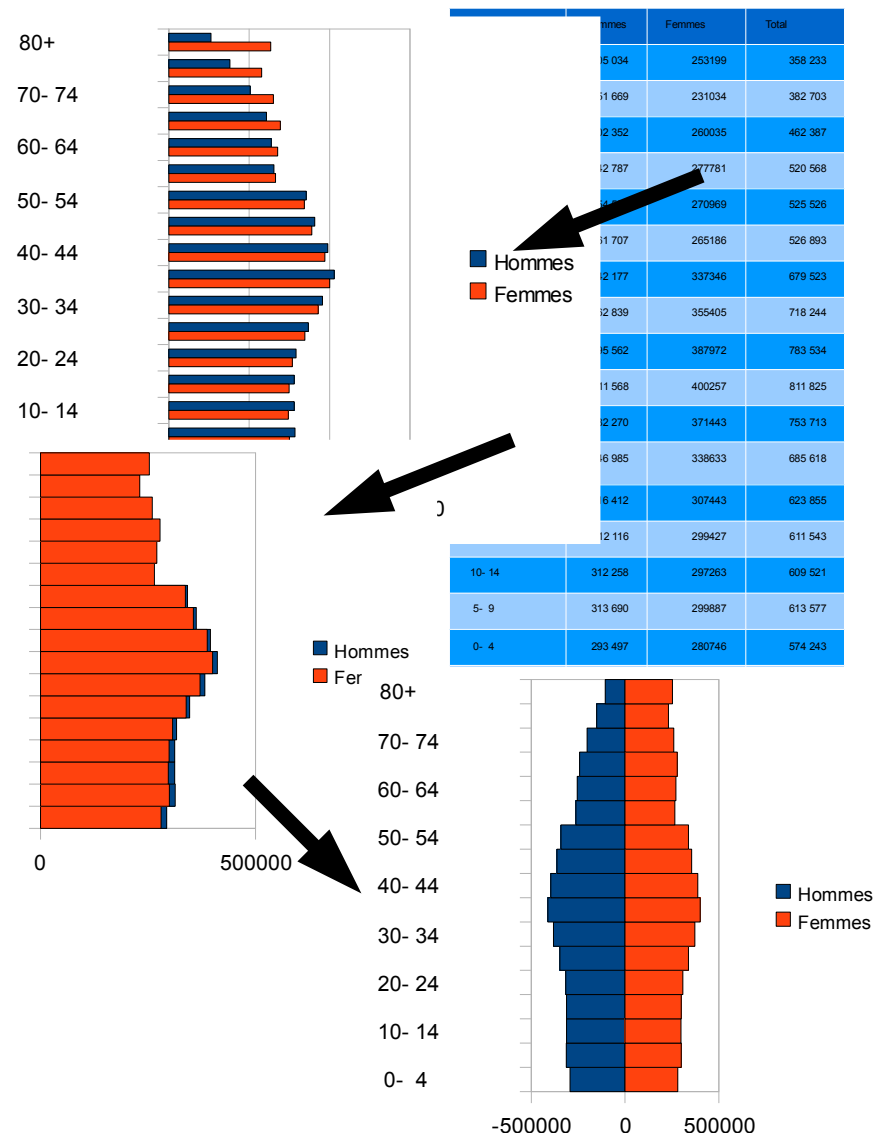 80+
70- 74
60- 64
50- 54
40- 44
30- 34
20- 24
10- 14
Hommes
Femmes
Femmes Total
253199 358 233
231034 382 703
260035 462 387
277781 520 568
270969 525 526
265186 526 893
337346 679 523
355405 718 244
387972 783 534
400257 811 825
371443 753 713
338633 685 618
307443 623 855
299427 611 543
10- 14 312 258 297263 609 521
5- 9 313 690 299887 613 577
0- 4 293 497 280746 574 243
Hommes
Fer
0 500000
80+
70- 74
60- 64
50- 54
40- 44
30- 34
20- 24
10- 14
0- 4
Hommes
Femmes
-500000 0 500000